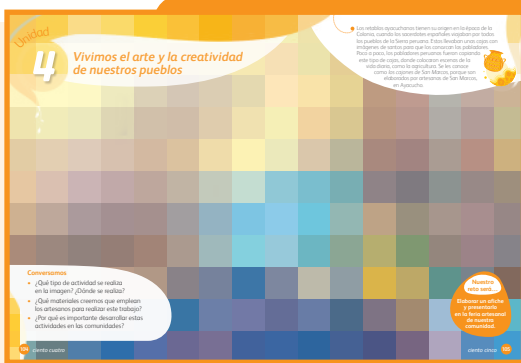 Unidad
4
Vivimos el arte y la creatividad
de nuestros pueblos
Los retablos ayacuchanos tienen su origen en la época de la
Colonia, cuando los sacerdotes españoles viajaban por todos
los pueblos de la Sierra peruana. Estos llevaban unas cajas con
imágenes de santos para que los conozcan los pobladores.
Poco a poco, los pobladores peruanos fueron copiando
este tipo de cajas, donde colocaron escenas de la
vida diaria, como la agricultura. Se les conoce
como los cajones de San Marcos, porque son
elaborados por artesanos de San Marcos,
en Ayacucho.
Conversamos
• ¿Qué tipo de actividad se realiza
en la imagen? ¿Dónde se realiza?
• ¿Qué materiales creemos que emplean
los artesanos para realizar este trabajo?
• ¿Por qué es importante desarrollar estas
actividades en las comunidades?
Nuestro
reto será...
Elaborar un afiche
y presentarlo
en la feria artesanal
de nuestra
comunidad.
104 ciento cuatro
ciento cinco 105